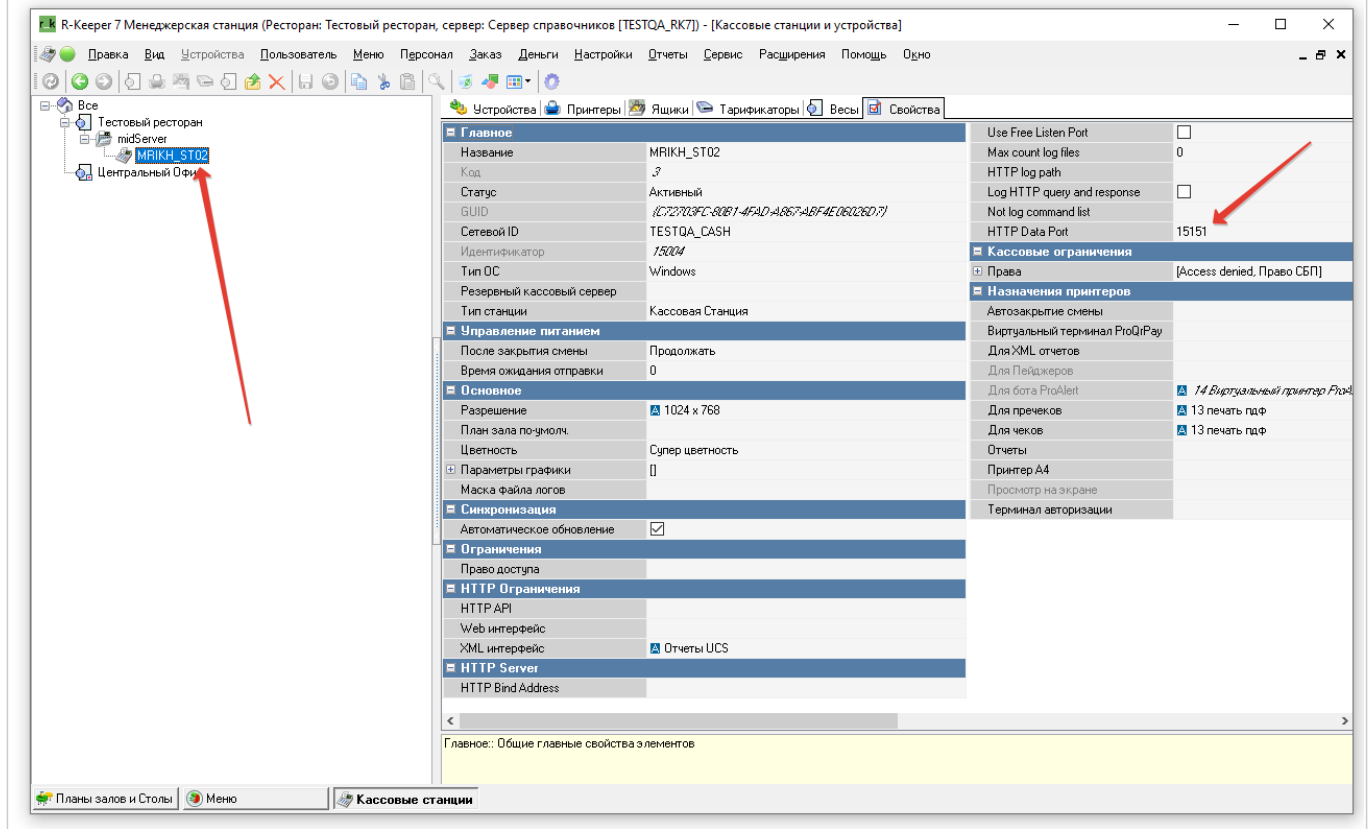 R-Keeper 7 Менеджерская станция (Ресторан: Тестовый ресторан, сервер: Сервер справочников [TESTQA_RK7]) - [Кассовые станции и устройства]
Правка Вид Устройства Пользователь Меню Персонал Заказ Деньги Настройки Отчеты Сервис Расширения Помощь Окно
Все
Тестовый ресторан
midServer
MRIKH_ST02
Центральный Офи
Устройства Принтеры Ящики Тарификаторы Весы Свойства
Главное
Название MRIKH_ST02
Код 3
Статус Активный
GUID {C72703FC-80B1-4FAD-A867-ABF4E06026D7}
Сетевой ID TESTQA_CASH
Идентификатор 15004
Тип ОС Windows
Резервный кассовый сервер
Тип станции Кассовая Станция
Управление питанием
После закрытия смены Продолжать
Время ожидания отправки 0
Основное
Разрешение 1024 x 768
План зала по-умолч.
Цветность Супер цветность
Параметры графики []
Маска файла логов
Синхронизация
Автоматическое обновление
Ограничения
Право доступа
HTTP Ограничения
HTTP API
Web интерфейс
XML интерфейс Отчеты UCS
HTTP Server
HTTP Bind Address
Use Free Listen Port
Max count log files 0
HTTP log path
Log HTTP query and response
Not log command list
HTTP Data Port 15151
Кассовые ограничения
Права [Access denied, Право СБП]
Назначения принтеров
Автозакрытие смены
Виртуальный терминал ProQrPay
Для XML отчетов
Для Пейджеров
Для бота ProAlert 14 Виртуальный принтер ProAl
Для пречеков 13 печать пдф
Для чеков 13 печать пдф
Отчеты
Принтер A4
Просмотр на экране
Терминал авторизации
Главное:: Общие главные свойства элементов
Планы залов и Столы Меню Кассовые станции